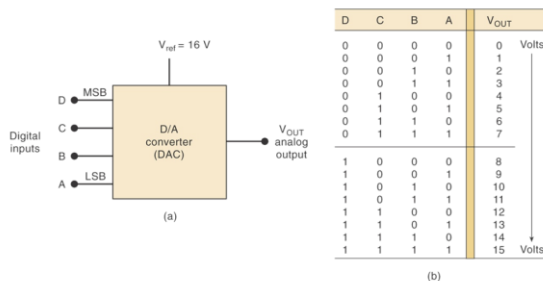 V_ref = 16 V
MSB
D
C
Digital
inputs
B
A
LSB
D/A
converter
(DAC)
V_OUT
analog
output
(a)
D C B A V_OUT
0 0 0 0 0 Volts
0 0 0 1 1
0 0 1 0 2
0 0 1 1 3
0 1 0 0 4
0 1 0 1 5
0 1 1 0 6
0 1 1 1 7
1 0 0 0 8
1 0 0 1 9
1 0 1 0 10
1 0 1 1 11
1 1 0 0 12
1 1 0 1 13
1 1 1 0 14
1 1 1 1 15 Volts
(b)